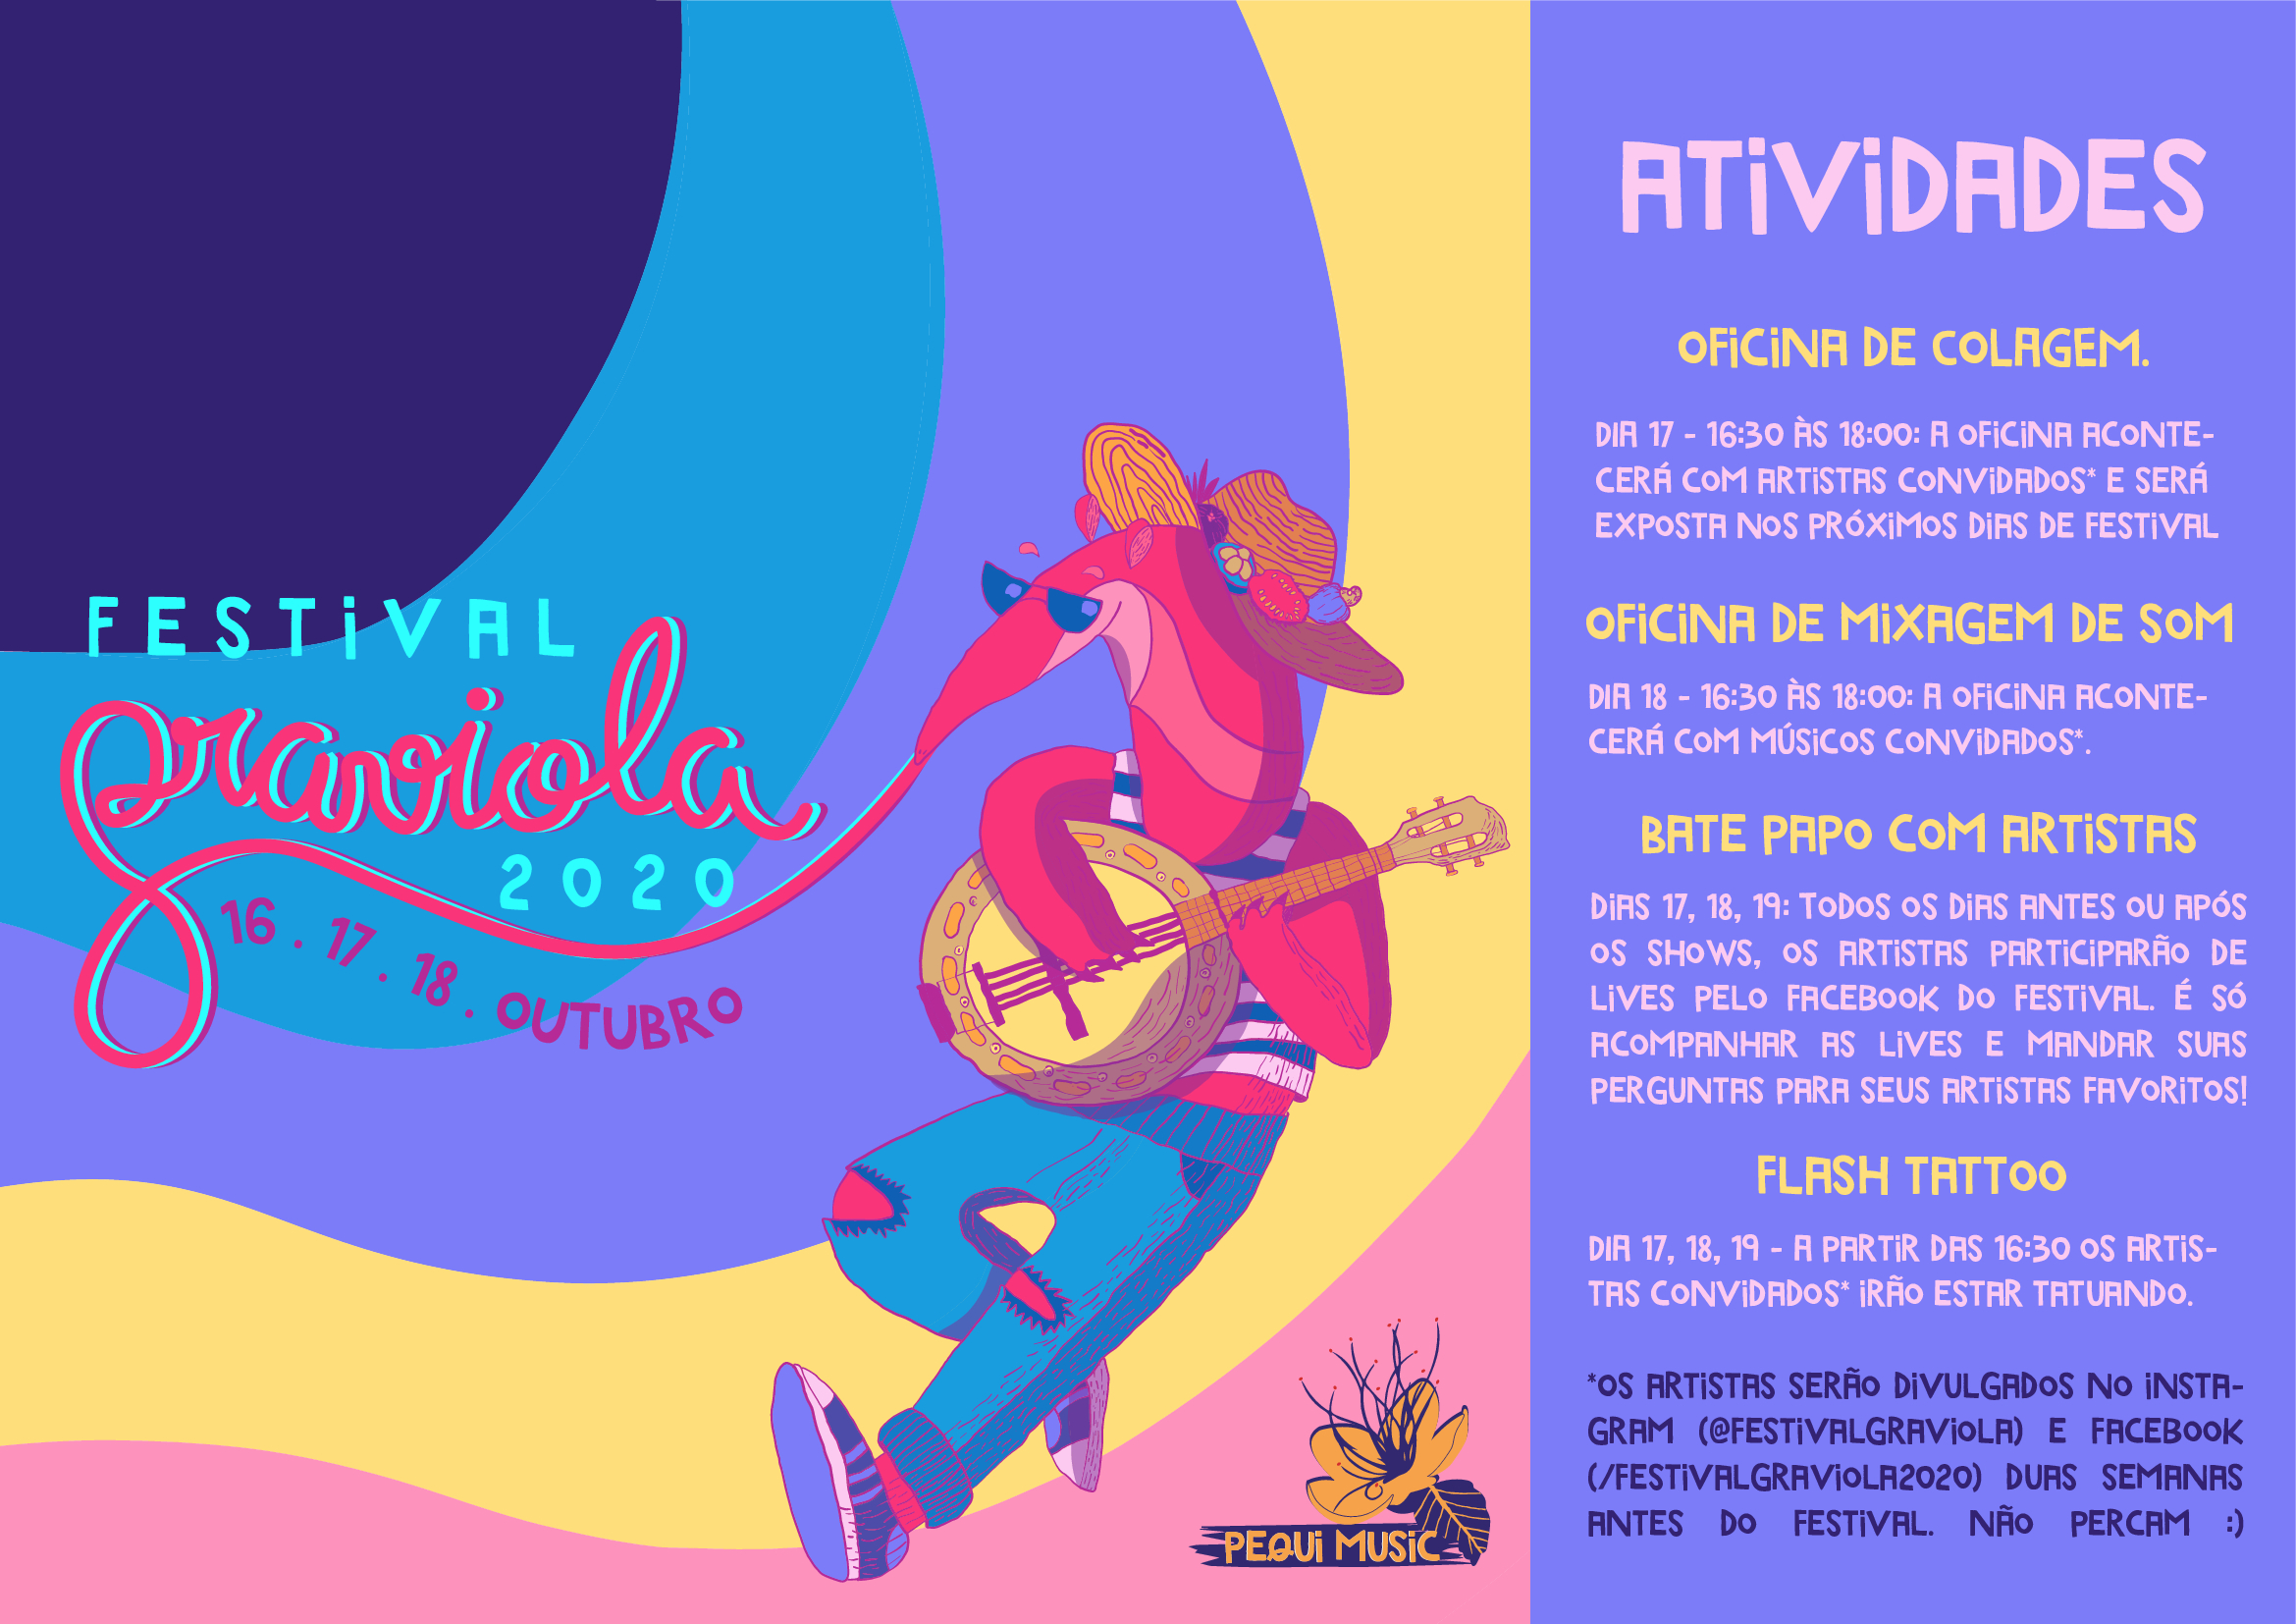 FESTiVAL
graviola
2020
16 . 17 . 18 . OUTUBRO
PEQUi MUSiC
ATiViDADES
OFiCiNA DE COLAGEM.
DIA 17 - 16:30 ÀS 18:00: A OFiCiNA ACONTE-
CERÁ COM ARTiSTAS CONViDADOS* E SERÁ
EXPOSTA NOS PRÓXiMOS DiAS DE FESTiVAL
OFiCiNA DE MiXAGEM DE SOM
DIA 18 - 16:30 ÀS 18:00: A OFiCiNA ACONTE-
CERÁ COM MÚSiCOS CONViDADOS*.
BATE PAPO COM ARTiSTAS
DiAS 17, 18, 19: TODOS OS DiAS ANTES OU APÓS
OS SHOWS, OS ARTiSTAS PARTiCiPARÃO DE
LiVES PELO FACEBOOK DO FESTiVAL. É SÓ
ACOMPANHAR AS LiVES E MANDAR SUAS
PERGUNTAS PARA SEUS ARTiSTAS FAVORiTOS!
FLASH TATTOO
DIA 17, 18, 19 - A PARTiR DAS 16:30 OS ARTiS-
TAS CONViDADOS* iRÃO ESTAR TATUANDO.
*OS ARTiSTAS SERÃO DiVULGADOS NO iNSTA-
GRAM (@FESTiVALGRAViOLA) E FACEBOOK
(/FESTiVALGRAViOLA2020) DUAS SEMANAS
ANTES DO FESTiVAL. NÃO PERCAM :)